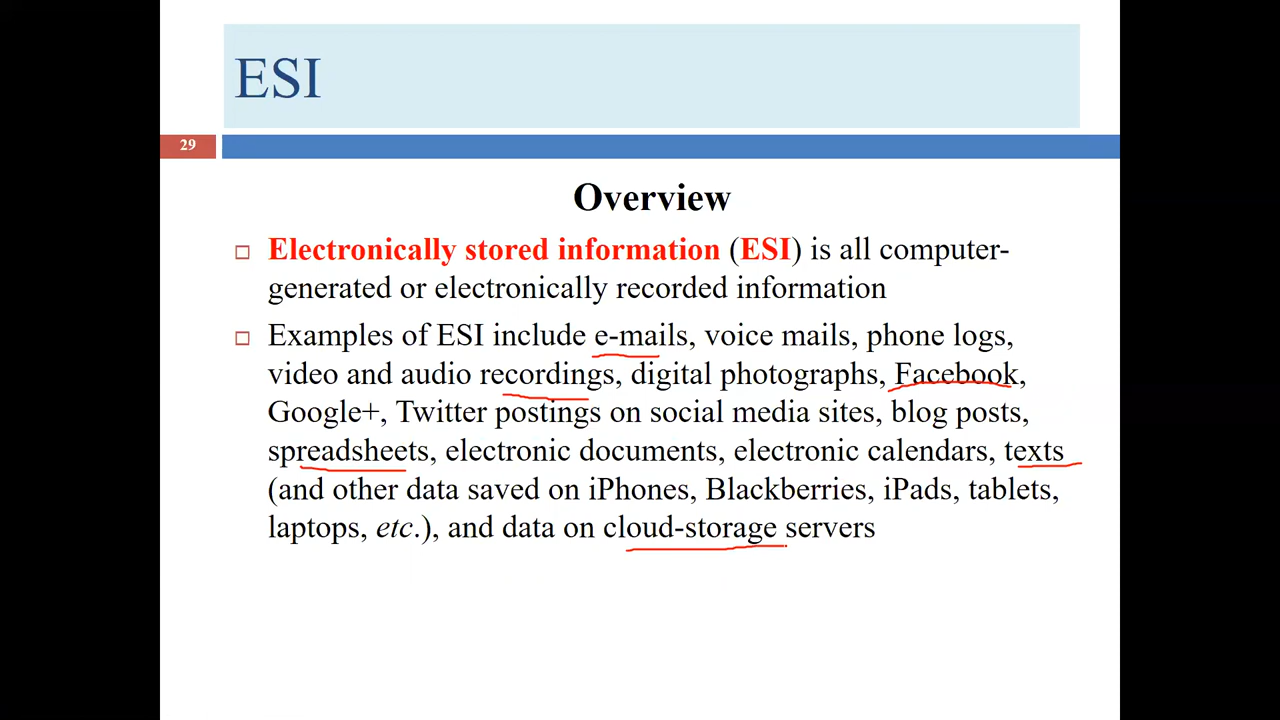 ESI
29
Overview
Electronically stored information (ESI) is all computer-
generated or electronically recorded information
Examples of ESI include e-mails, voice mails, phone logs,
video and audio recordings, digital photographs, Facebook,
Google+, Twitter postings on social media sites, blog posts,
spreadsheets, electronic documents, electronic calendars, texts
(and other data saved on iPhones, Blackberries, iPads, tablets,
laptops, etc.), and data on cloud-storage servers